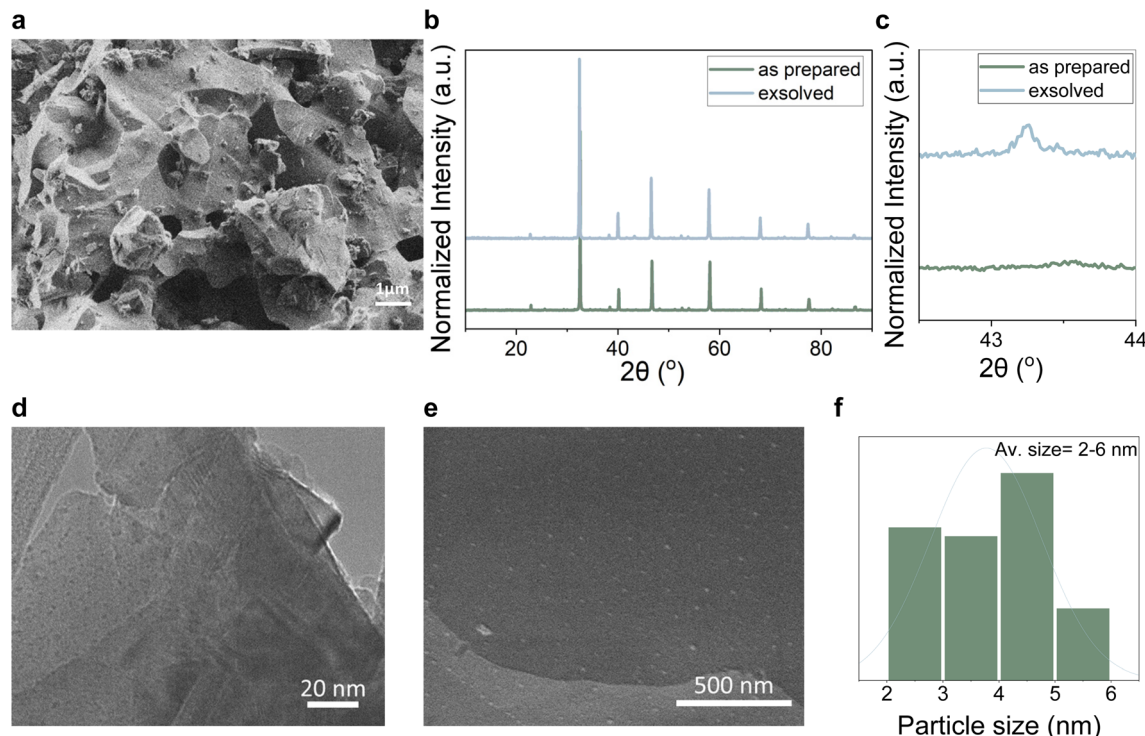 a
1µm
b
Normalized Intensity (a.u.)
as prepared
exsolved
20
40
60
80
2θ (°)
c
Normalized Intensity (a.u.)
as prepared
exsolved
43
44
2θ (°)
d
20 nm
e
500 nm
f
Av. size= 2-6 nm
2
3
4
5
6
Particle size (nm)